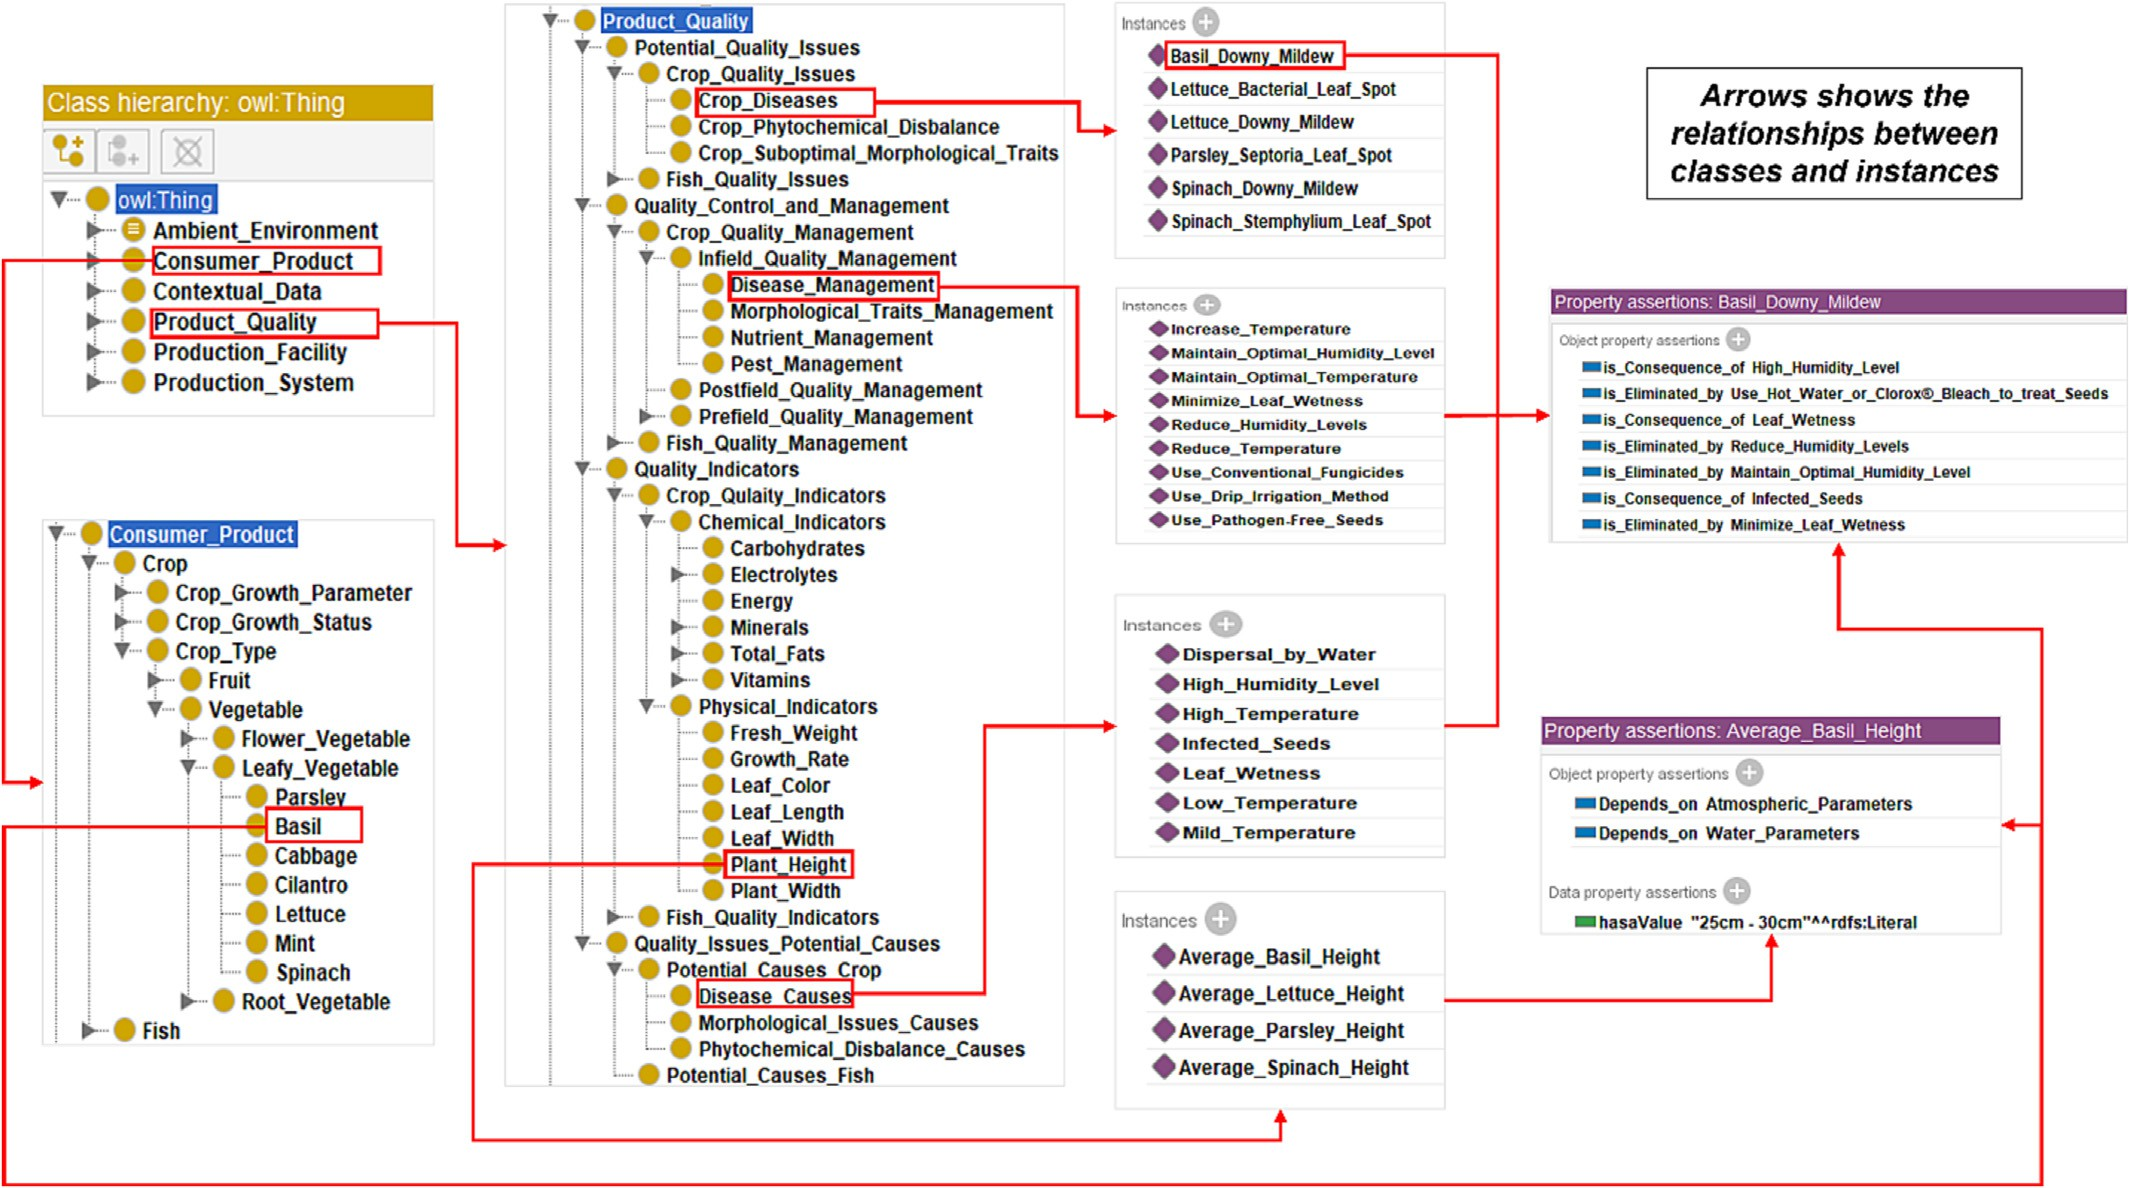 Class hierarchy: owl:Thing
owl:Thing
Ambient_Environment
Consumer_Product
Contextual_Data
Product_Quality
Production_Facility
Production_System
Consumer_Product
Crop
Crop_Growth_Parameter
Crop_Growth_Status
Crop_Type
Fruit
Vegetable
Flower_Vegetable
Leafy_Vegetable
Parsley
Basil
Cabbage
Cilantro
Lettuce
Mint
Spinach
Root_Vegetable
Fish
Product_Quality
Potential_Quality_Issues
Crop_Quality_Issues
Crop_Diseases
Crop_Phytochemical_Disbalance
Crop_Suboptimal_Morphological_Traits
Fish_Quality_Issues
Quality_Control_and_Management
Crop_Quality_Management
Infield_Quality_Management
Disease_Management
Morphological_Traits_Management
Nutrient_Management
Pest_Management
Postfield_Quality_Management
Prefield_Quality_Management
Fish_Quality_Management
Quality_Indicators
Crop_Qulaity_Indicators
Chemical_Indicators
Carbohydrates
Electrolytes
Energy
Minerals
Total_Fats
Vitamins
Physical_Indicators
Fresh_Weight
Growth_Rate
Leaf_Color
Leaf_Length
Leaf_Width
Plant_Height
Plant_Width
Fish_Quality_Indicators
Quality_Issues_Potential_Causes
Potential_Causes_Crop
Disease_Causes
Morphological_Issues_Causes
Phytochemical_Disbalance_Causes
Potential_Causes_Fish
Instances
Basil_Downy_Mildew
Lettuce_Bacterial_Leaf_Spot
Lettuce_Downy_Mildew
Parsley_Septoria_Leaf_Spot
Spinach_Downy_Mildew
Spinach_Stemphylium_Leaf_Spot
Instances
Increase_Temperature
Maintain_Optimal_Humidity_Level
Maintain_Optimal_Temperature
Minimize_Leaf_Wetness
Reduce_Humidity_Levels
Reduce_Temperature
Use_Conventional_Fungicides
Use_Drip_Irrigation_Method
Use_Pathogen-Free_Seeds
Instances
Dispersal_by_Water
High_Humidity_Level
High_Temperature
Infected_Seeds
Leaf_Wetness
Low_Temperature
Mild_Temperature
Instances
Average_Basil_Height
Average_Lettuce_Height
Average_Parsley_Height
Average_Spinach_Height
Arrows shows the
relationships between
classes and instances
Property assertions: Basil_Downy_Mildew
Object property assertions
is_Consequence_of High_Humidity_Level
is_Eliminated_by Use_Hot_Water_or_Clorox®_Bleach_to_treat_Seeds
is_Consequence_of Leaf_Wetness
is_Eliminated_by Reduce_Humidity_Levels
is_Eliminated_by Maintain_Optimal_Humidity_Level
is_Consequence_of Infected_Seeds
is_Eliminated_by Minimize_Leaf_Wetness
Property assertions: Average_Basil_Height
Object property assertions
Depends_on Atmospheric_Parameters
Depends_on Water_Parameters
Data property assertions
hasaValue "25cm - 30cm"^^rdfs:Literal